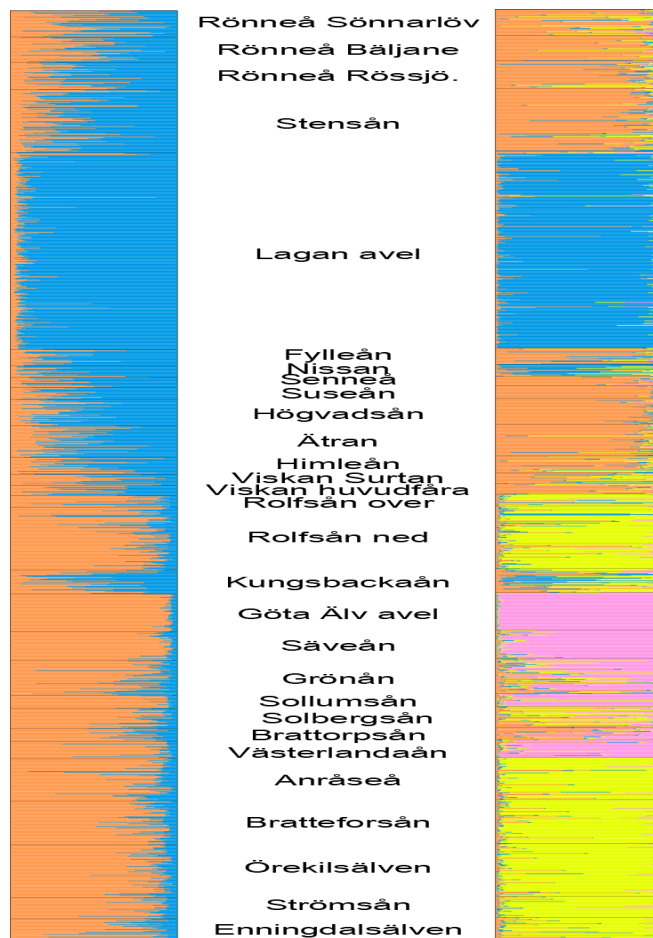 Rönneå Sönnarlöv
Rönneå Bäljane
Rönneå Rössjö.
Stensån
Lagan avel
Fylleån
Nissan
Senneå
Suseån
Högvadsån
Ätran
Himleån
Viskan Surtan
Viskan huvudfåra
Rolfsån over
Rolfsån ned
Kungsbackaån
Göta Älv avel
Säveån
Grönån
Sollumsån
Solbergsån
Brattorpsån
Västerlandaån
Anråseå
Bratteforsån
Örekilsälven
Strömsån
Enningdalsälven